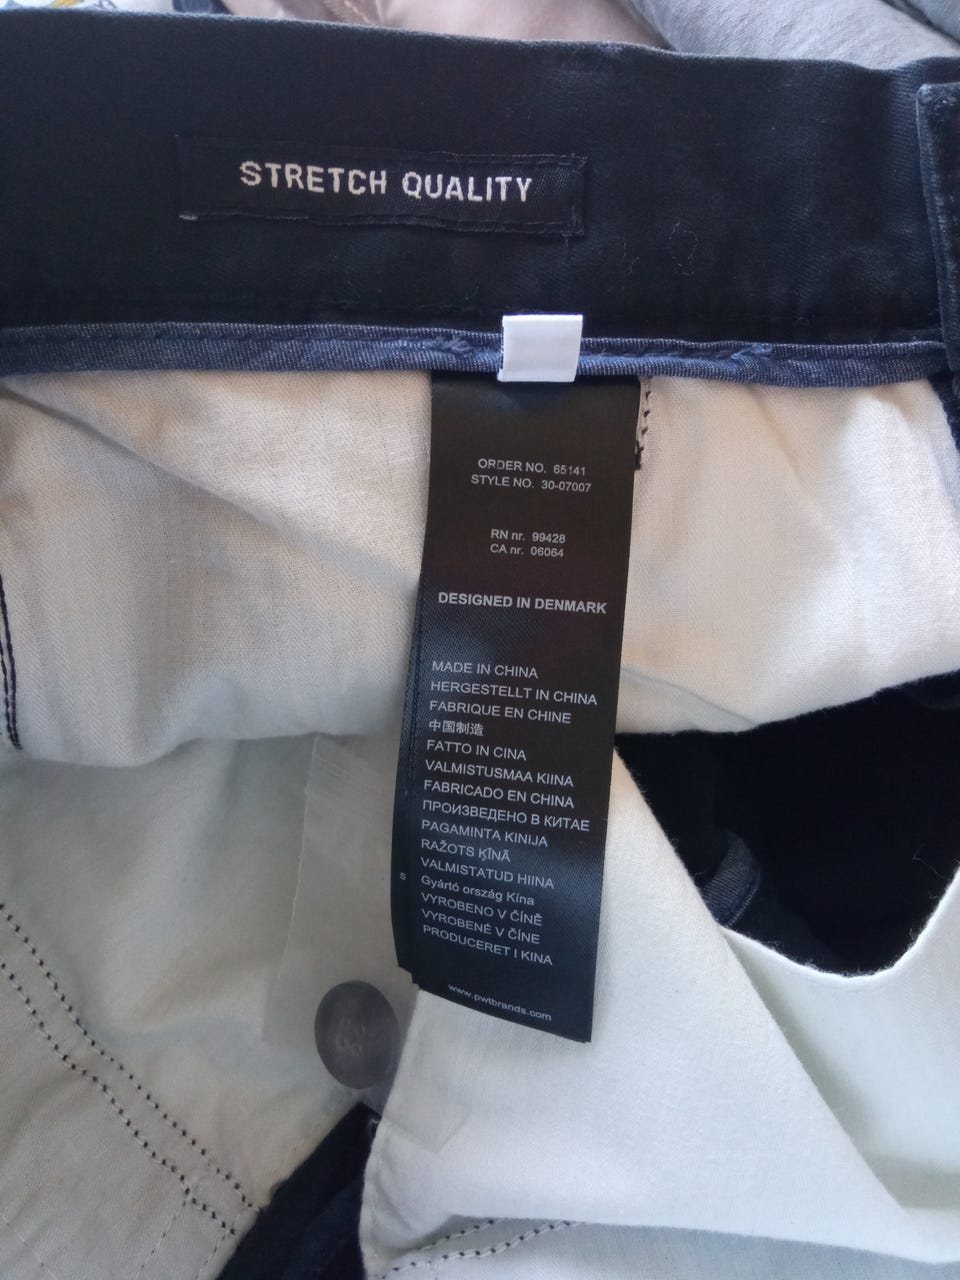 STRETCH QUALITY
ORDER NO. 65141
STYLE NO. 30-07007
RN nr. 99428
CA nr. 06064
DESIGNED IN DENMARK
MADE IN CHINA
HERGESTELLT IN CHINA
FABRIQUE EN CHINE
中国制造
FATTO IN CINA
VALMISTUSMAA KIINA
FABRICADO EN CHINA
ПРОИЗВЕДЕНО В КИТАЕ
PAGAMINTA KINIJA
RAŽOTS ĶĪNĀ
VALMISTATUD HIINA
Gyártó ország Kína
VYROBENO V ČÍNĚ
VYROBENÉ V ČÍNE
PRODUCERET I KINA
S
www.pwtbrands.com